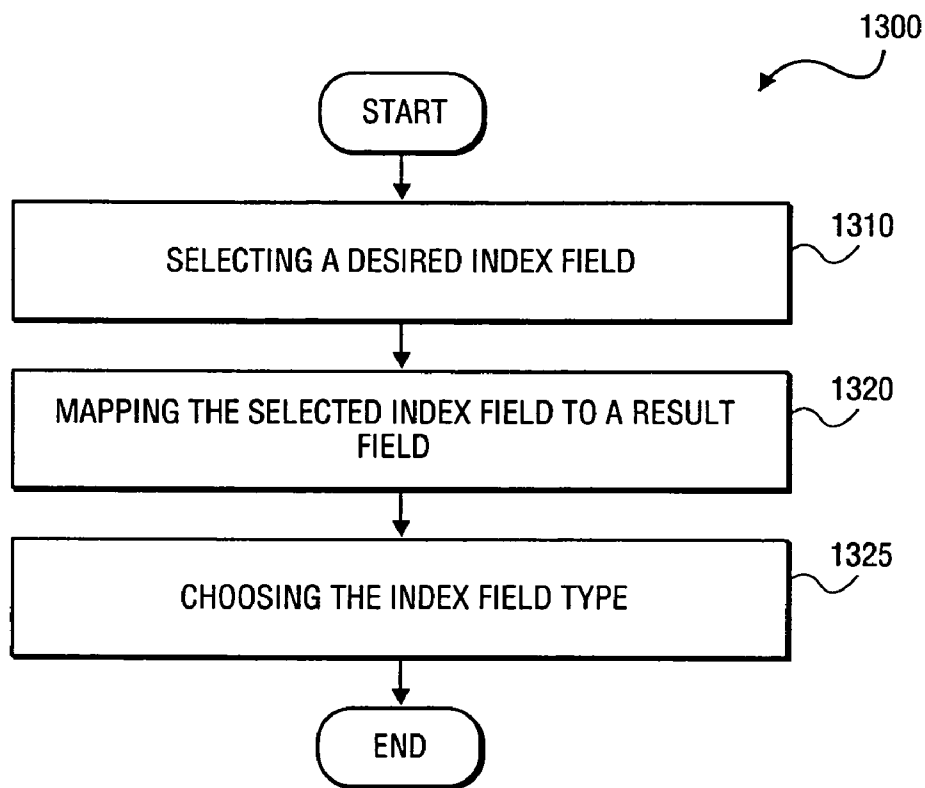 1300
START
SELECTING A DESIRED INDEX FIELD
1310
MAPPING THE SELECTED INDEX FIELD TO A RESULT
FIELD
1320
CHOOSING THE INDEX FIELD TYPE
1325
END